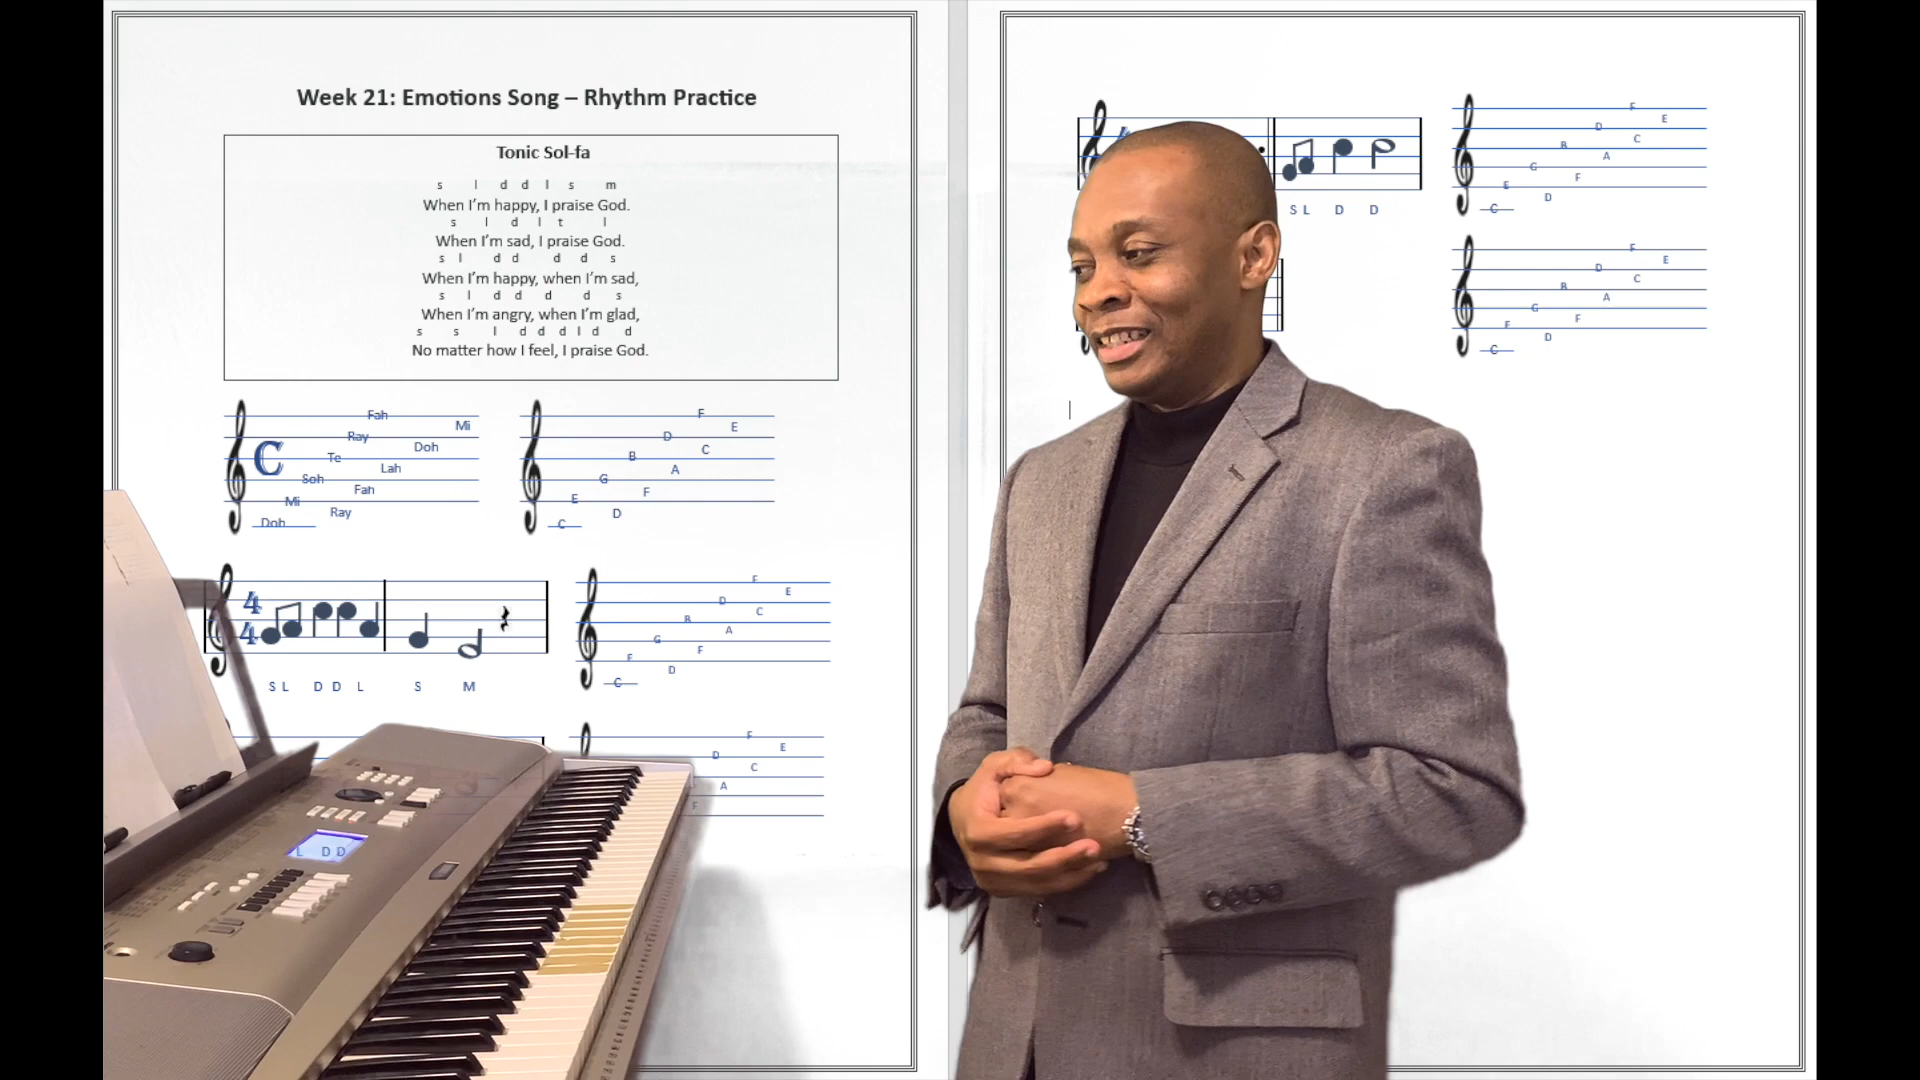 Week 21: Emotions Song – Rhythm Practice
Tonic Sol-fa
s l d d l s m
When I'm happy, I praise God.
s l d l t l
When I'm sad, I praise God.
s l d d d d s
When I'm happy, when I'm sad,
s l d d d d s
When I'm angry, when I'm glad,
s s l d d d l d d
No matter how I feel, I praise God.
Fah
Mi
Ray
Doh
Te
Lah
Soh
Fah
Mi
Ray
Doh
C
F
E
D
C
B
A
G
F
E
D
C
4
4
S L D D L S M
F
E
D
C
B
A
G
F
E
D
C
F
E
D
C
A
F
L D D
S L D D
F
E
D
C
B
A
G
F
E
D
C
F
E
D
C
B
A
G
F
E
D
C